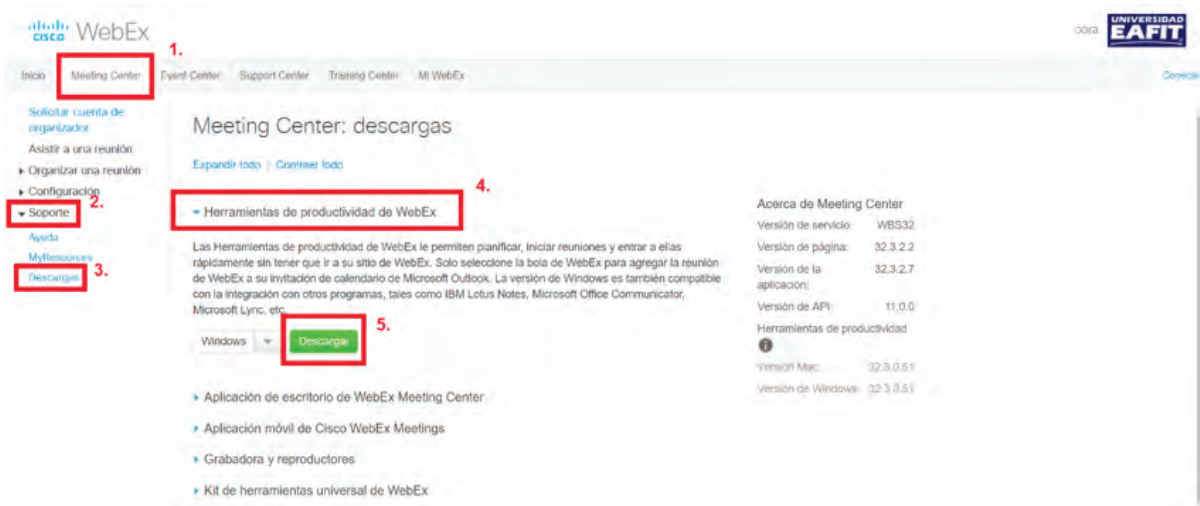 cisco WebEx
UNIVERSIDAD
EAFIT
1.
Inicio Meeting Center Event Center Support Center Training Center Mi WebEx
Solicitar cuenta de
organizador
Asistir a una reunión
Organizar una reunión
Configuración
2.
Soporte
Ayuda
MyResources
Descargas
3.
Meeting Center: descargas
Expandir todo | Contraer todo
4.
Herramientas de productividad de WebEx
Las Herramientas de productividad de WebEx le permiten planificar, iniciar reuniones y entrar a ellas
rápidamente sin tener que ir a su sitio de WebEx. Solo seleccione la bola de WebEx para agregar la reunión
de WebEx a su invitación de calendario de Microsoft Outlook. La versión de Windows es también compatible
con la integración con otros programas, tales como IBM Lotus Notes, Microsoft Office Communicator,
Microsoft Lync, etc.
5.
Windows Descargar
Aplicación de escritorio de WebEx Meeting Center
Aplicación móvil de Cisco WebEx Meetings
Grabadora y reproductores
Kit de herramientas universal de WebEx
Acerca de Meeting Center
Versión de servicio: WBS32
Versión de página: 32.3.2.2
Versión de la 32.3.2.7
aplicación:
Versión de API: 11.0.0
Herramientas de productividad
Versión Mac: 32.3.0.51
Versión de Windows: 32.3.0.51